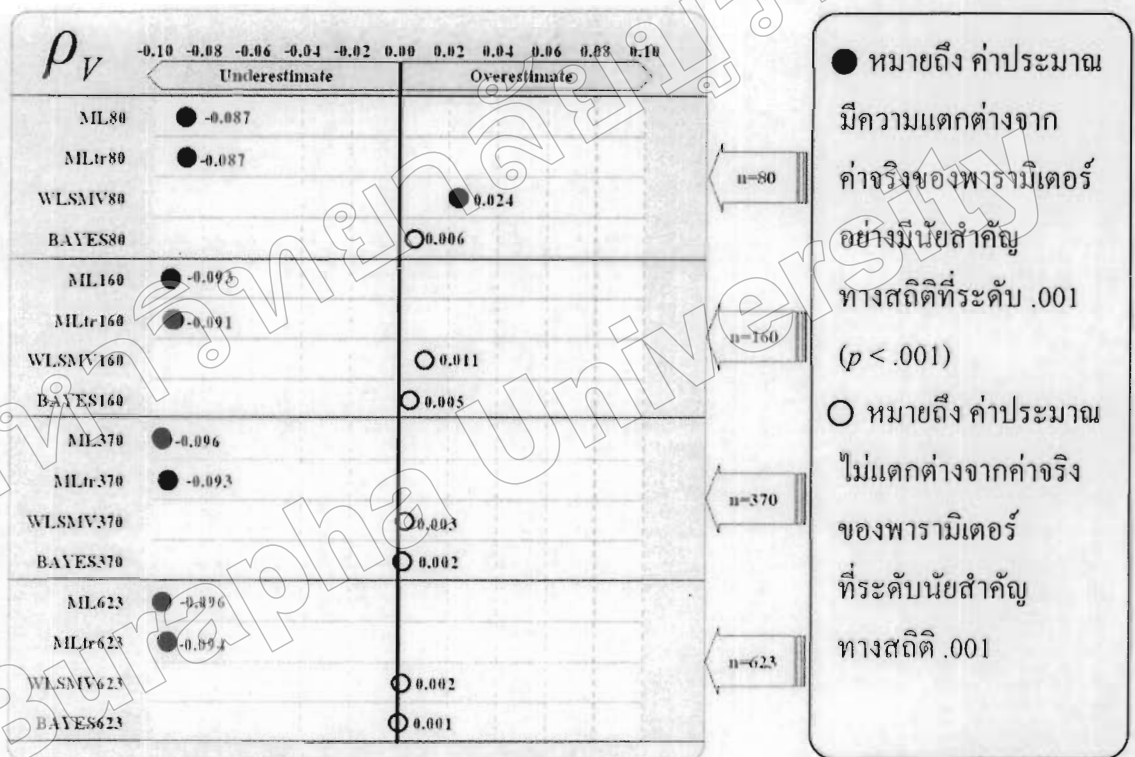 ρV
-0.10 -0.08 -0.06 -0.04 -0.02 0.00 0.02 0.04 0.06 0.08 0.10
Underestimate Overestimate
ML80 -0.087
MLtr80 -0.087
WLSMV80 0.024
BAYES80 0.006
n=80
ML160 -0.093
MLtr160 -0.091
WLSMV160 0.011
BAYES160 0.005
n=160
ML370 -0.096
MLtr370 -0.093
WLSMV370 0.003
BAYES370 0.002
n=370
ML623 -0.096
MLtr623 -0.094
WLSMV623 0.002
BAYES623 0.001
n=623
● หมายถึง ค่าประมาณ
มีความแตกต่างจาก
ค่าจริงของพารามิเตอร์
อย่างมีนัยสำคัญ
ทางสถิติที่ระดับ .001
(p < .001)
○ หมายถึง ค่าประมาณ
ไม่แตกต่างจากค่าจริง
ของพารามิเตอร์
ที่ระดับนัยสำคัญ
ทางสถิติ .001
Burapha University